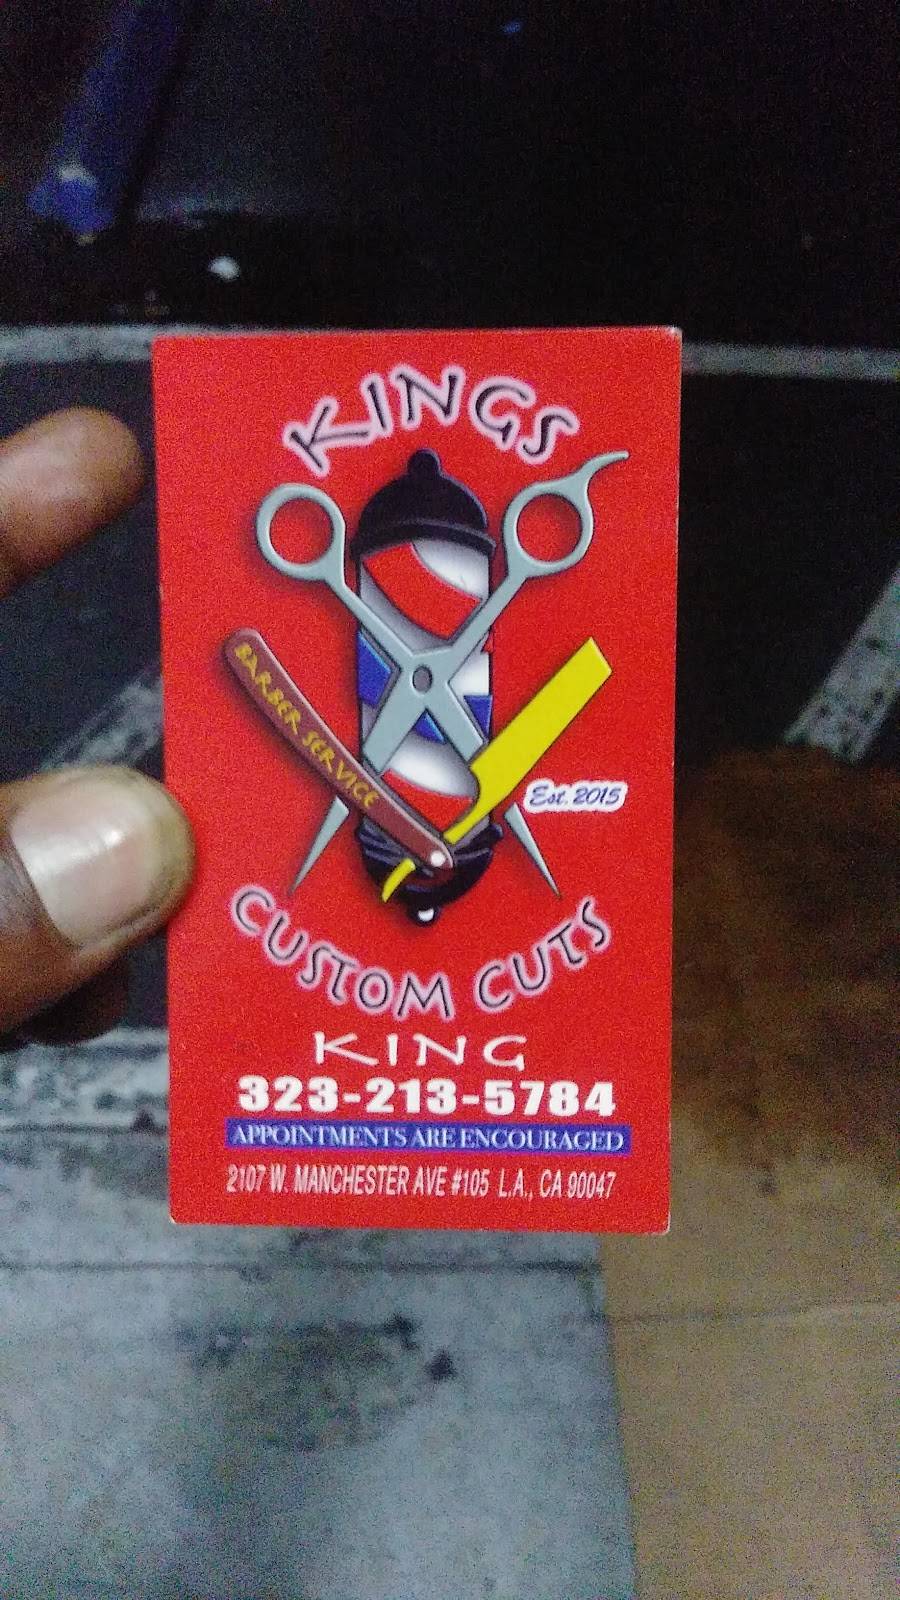 KINGS
BARBER SERVICE
Est. 2015
CUSTOM CUTS
KING
323-213-5784
APPOINTMENTS ARE ENCOURAGED
2107 W. MANCHESTER AVE #105 L.A., CA 90047